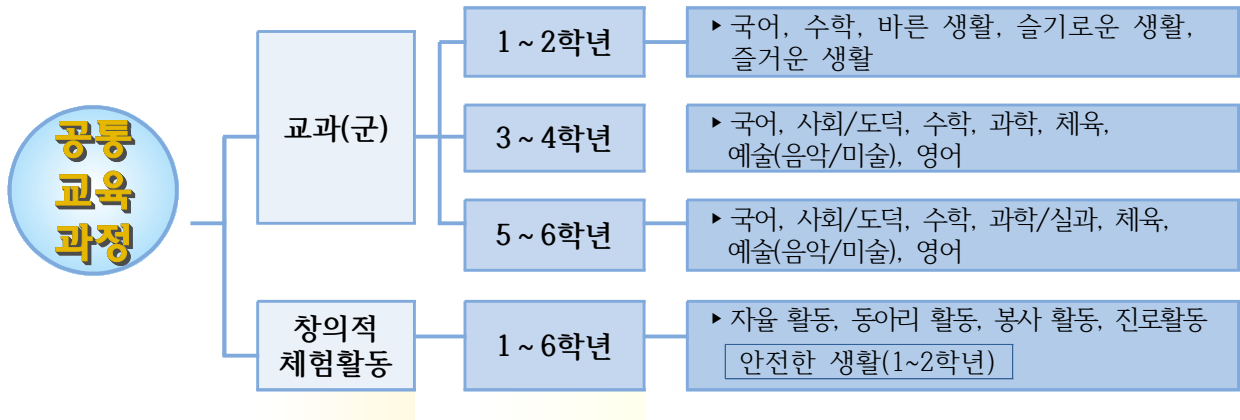 공통
교육
과정
교과(군)
1~2학년
▸국어, 수학, 바른 생활, 슬기로운 생활,
즐거운 생활
3~4학년
▸국어, 사회/도덕, 수학, 과학, 체육,
예술(음악/미술), 영어
5~6학년
▸국어, 사회/도덕, 수학, 과학/실과, 체육,
예술(음악/미술), 영어
창의적
체험활동
1~6학년
▸자율 활동, 동아리 활동, 봉사 활동, 진로활동
안전한 생활(1~2학년)